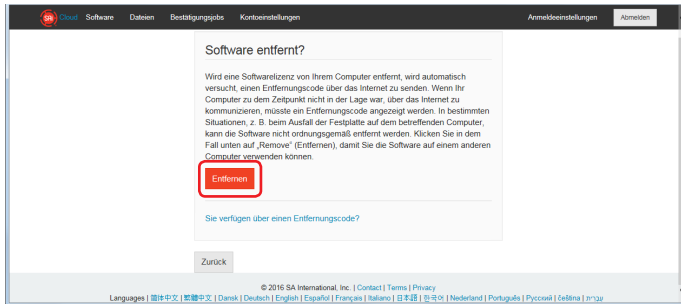 SAi Cloud Software Dateien Bestätigungsjobs Kontoeinstellungen Anmeldeeinstellungen Abmelden
Software entfernt?
Wird eine Softwarelizenz von Ihrem Computer entfernt, wird automatisch
versucht, einen Entfernungscode über das Internet zu senden. Wenn Ihr
Computer zu dem Zeitpunkt nicht in der Lage war, über das Internet zu
kommunizieren, müsste ein Entfernungscode angezeigt werden. In bestimmten
Situationen, z. B. beim Ausfall der Festplatte auf dem betreffenden Computer,
kann die Software nicht ordnungsgemäß entfernt werden. Klicken Sie in dem
Fall unten auf „Remove“ (Entfernen), damit Sie die Software auf einem anderen
Computer verwenden können.
Entfernen
Sie verfügen über einen Entfernungscode?
Zurück
© 2016 SA International, Inc. | Contact | Terms | Privacy
Languages | 简体中文 | 繁體中文 | Dansk | Deutsch | English | Español | Français | Italiano | 日本語 | 한국어 | Nederland | Português | Русский | čeština | עברית